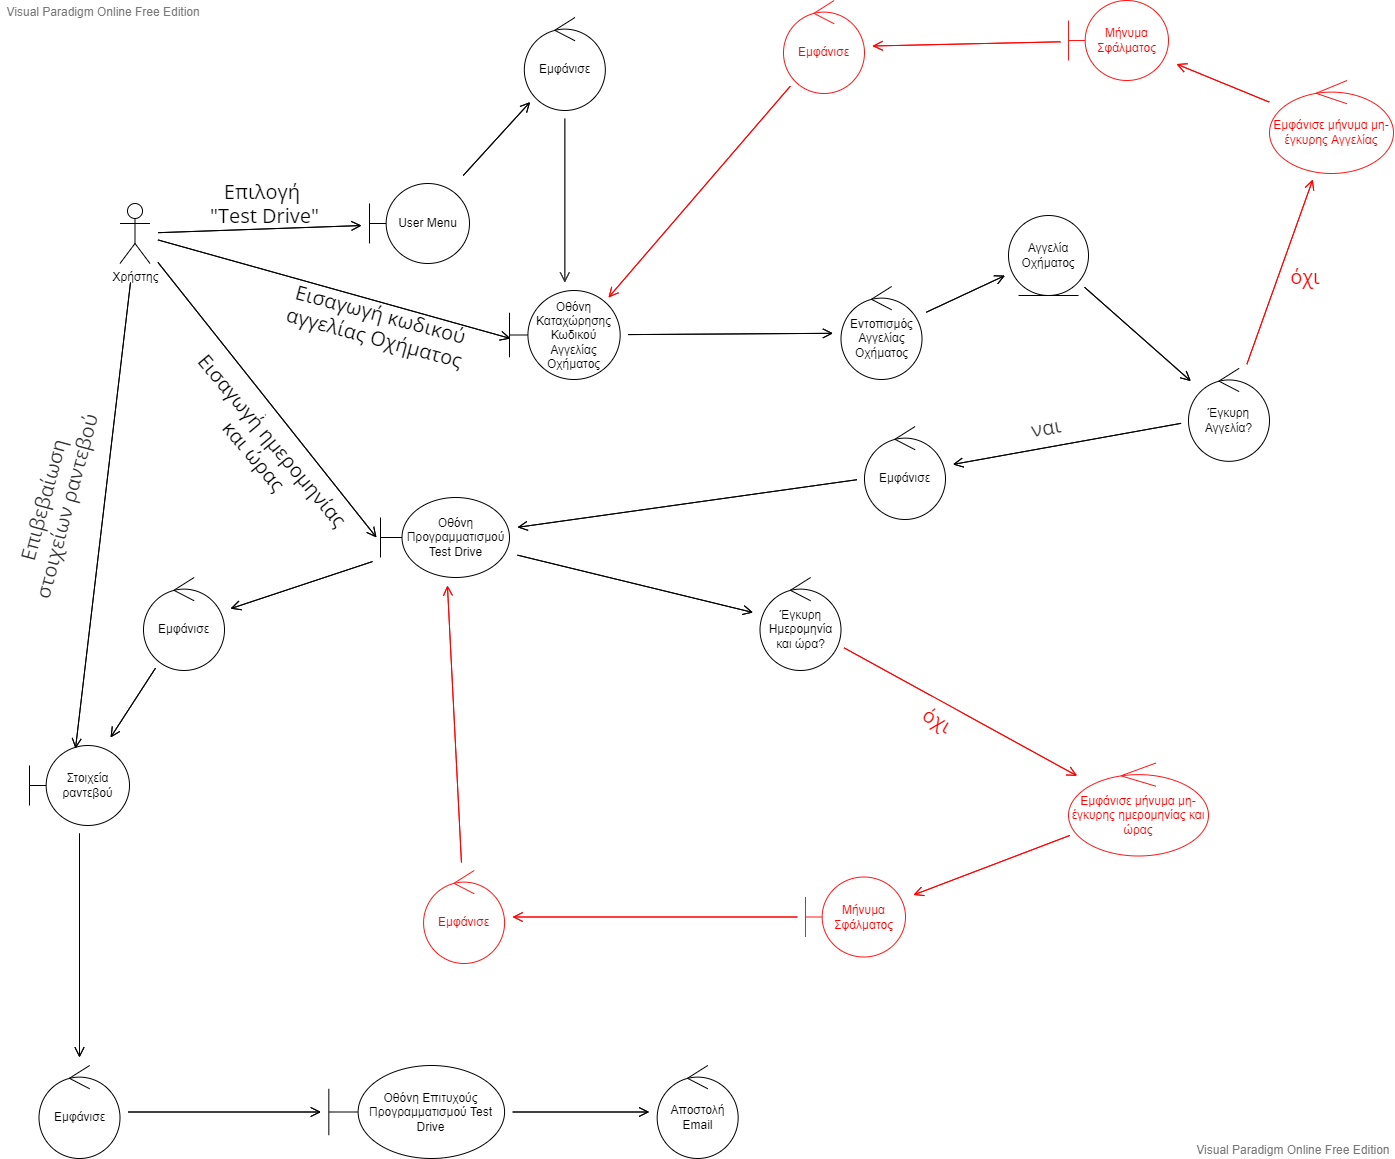 Visual Paradigm Online Free Edition
Εμφάνισε
Εμφάνισε
Μήνυμα
Σφάλματος
Εμφάνισε μήνυμα μη-
έγκυρης Αγγελίας
Επιλογή
"Test Drive"
User Menu
Χρήστης
Αγγελία
Οχήματος
όχι
Εισαγωγή κωδικού
αγγελίας Οχήματος
Οθόνη
Καταχώρησης
Κωδικού
Αγγελίας
Οχήματος
Εντοπισμός
Αγγελίας
Οχήματος
Έγκυρη
Αγγελία?
ναι
Εμφάνισε
Εισαγωγή ημερομηνίας
και ώρας
Επιβεβαίωση
στοιχείων ραντεβού
Οθόνη
Προγραμματισμού
Test Drive
Εμφάνισε
Έγκυρη
Ημερομηνία
και ώρα?
όχι
Στοιχεία
ραντεβού
Εμφάνισε μήνυμα μη-
έγκυρης ημερομηνίας και
ώρας
Εμφάνισε
Μήνυμα
Σφάλματος
Εμφάνισε
Οθόνη Επιτυχούς
Προγραμματισμού Test
Drive
Αποστολή
Email
Visual Paradigm Online Free Edition